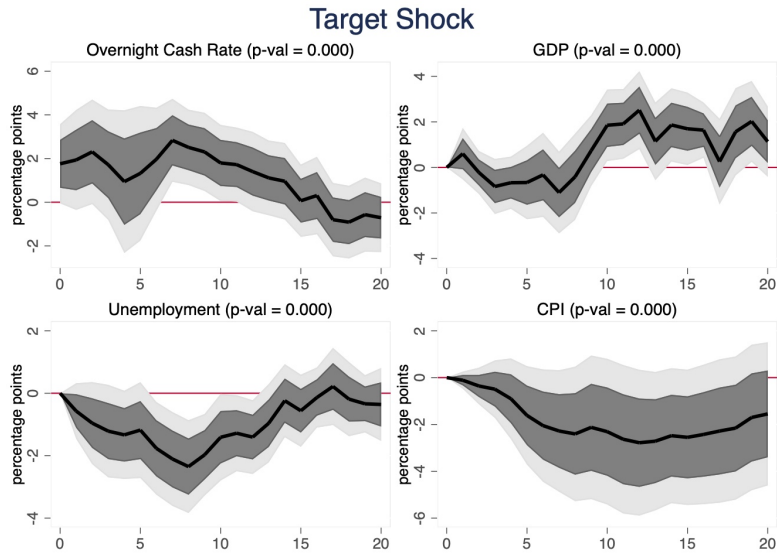 Target Shock
Overnight Cash Rate (p-val = 0.000)
percentage points
6
4
2
0
-2
0 5 10 15 20
GDP (p-val = 0.000)
percentage points
4
2
0
-2
-4
0 5 10 15 20
Unemployment (p-val = 0.000)
percentage points
2
0
-2
-4
0 5 10 15 20
CPI (p-val = 0.000)
percentage points
2
0
-2
-4
-6
0 5 10 15 20